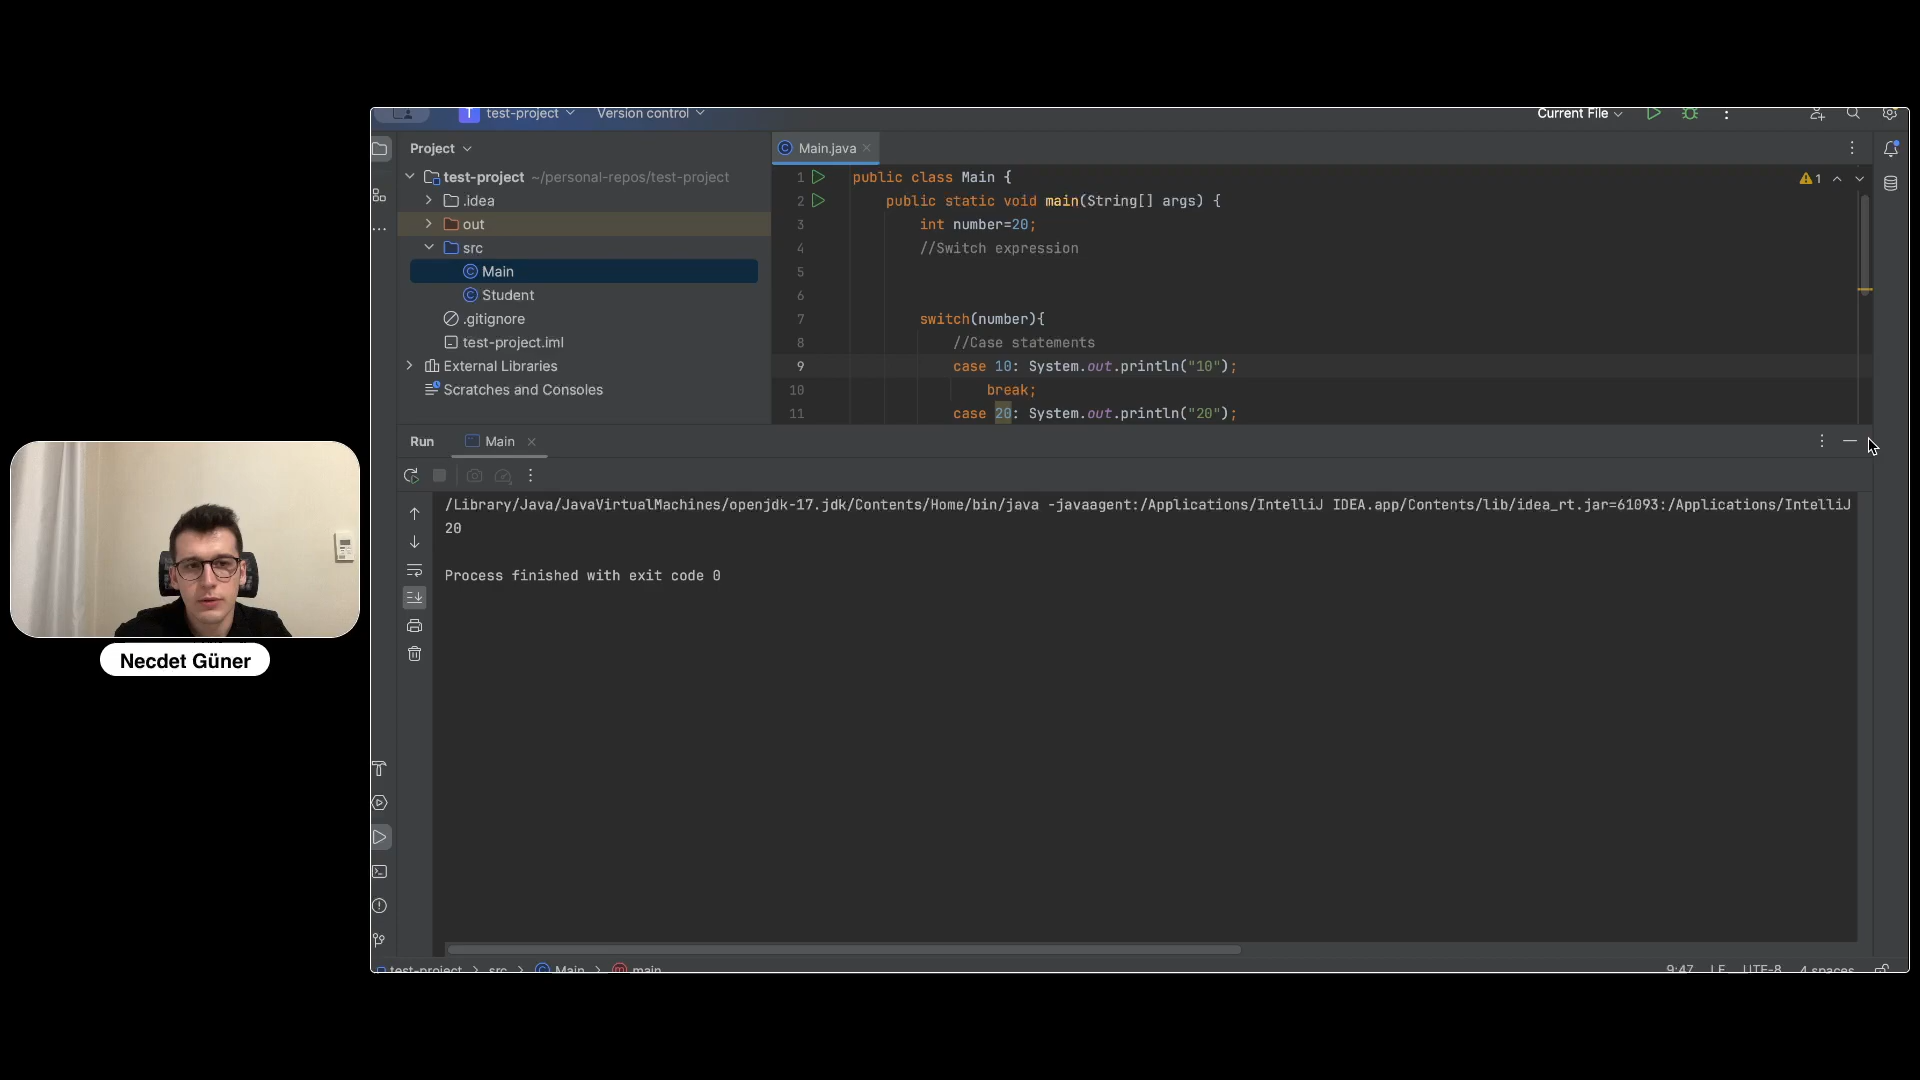 T test-project Version control Current File
Project
Main.java
test-project ~/personal-repos/test-project
.idea
out
src
Main
Student
.gitignore
test-project.iml
External Libraries
Scratches and Consoles
1 public class Main {
2 public static void main(String[] args) {
3 int number=20;
4 //Switch expression
5
6
7 switch(number){
8 //Case statements
9 case 10: System.out.println("10");
10 break;
11 case 20: System.out.println("20");
1
Run Main
/Library/Java/JavaVirtualMachines/openjdk-17.jdk/Contents/Home/bin/java -javaagent:/Applications/IntelliJ IDEA.app/Contents/lib/idea_rt.jar=61093:/Applications/IntelliJ
20
Process finished with exit code 0
Necdet Güner
test-project > src > Main > main 9:47 LF UTF-8 4 spaces